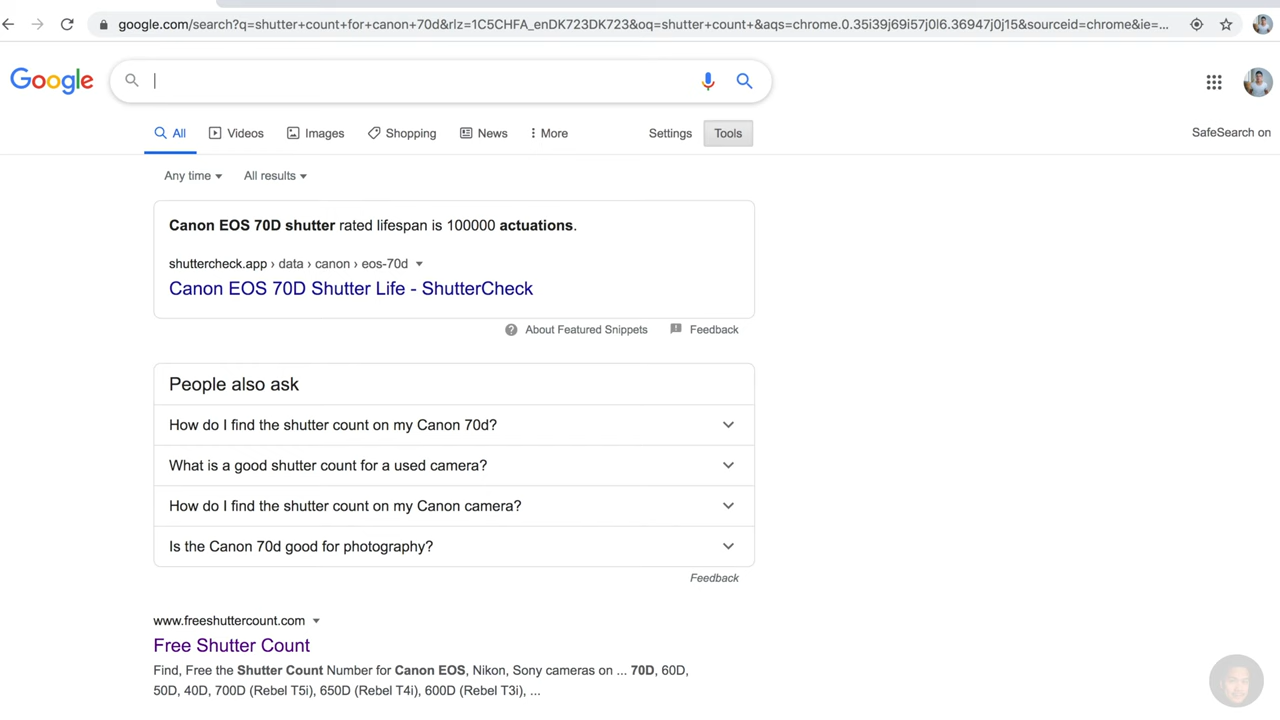 google.com/search?q=shutter+count+for+canon+70d&rlz=1C5CHFA_enDK723DK723&oq=shutter+count+&aqs=chrome.0.35i39j69i57j0l6.36947j0j15&sourceid=chrome&ie=...
Google
All Videos Images Shopping News More Settings Tools SafeSearch on
Any time All results
Canon EOS 70D shutter rated lifespan is 100000 actuations.
shuttercheck.app › data › canon › eos-70d
Canon EOS 70D Shutter Life - ShutterCheck
About Featured Snippets Feedback
People also ask
How do I find the shutter count on my Canon 70d?
What is a good shutter count for a used camera?
How do I find the shutter count on my Canon camera?
Is the Canon 70d good for photography?
Feedback
www.freeshuttercount.com
Free Shutter Count
Find, Free the Shutter Count Number for Canon EOS, Nikon, Sony cameras on ... 70D, 60D,
50D, 40D, 700D (Rebel T5i), 650D (Rebel T4i), 600D (Rebel T3i), ...